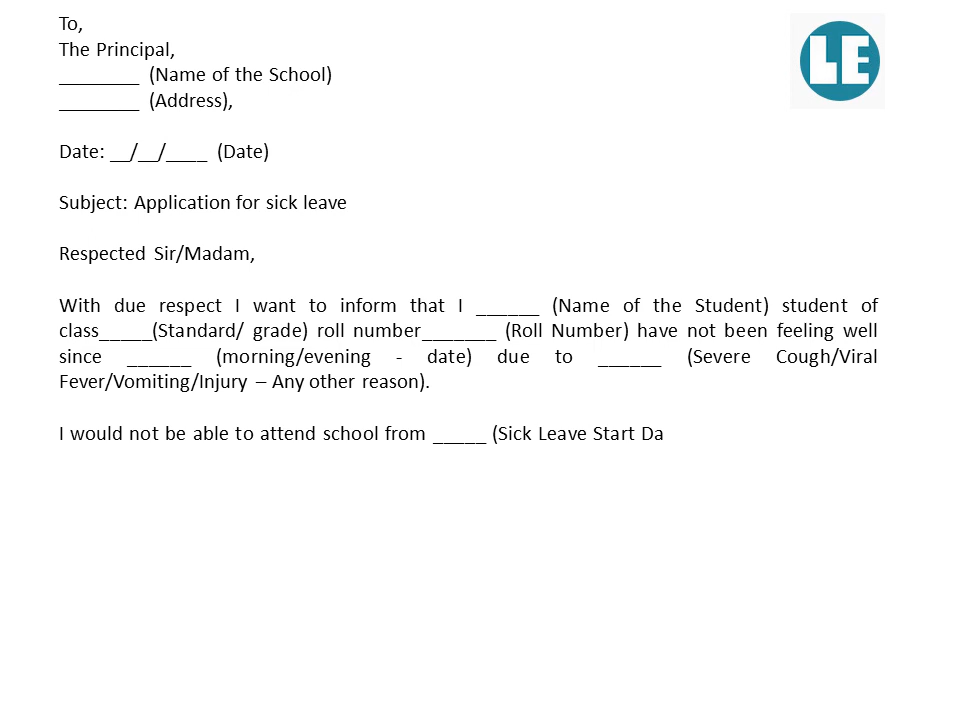 To,
The Principal,
________ (Name of the School)
________ (Address),
Date: __/__/____ (Date)
Subject: Application for sick leave
Respected Sir/Madam,
With due respect I want to inform that I ______ (Name of the Student) student of
class_____(Standard/ grade) roll number_______ (Roll Number) have not been feeling well
since ______ (morning/evening - date) due to ______ (Severe Cough/Viral
Fever/Vomiting/Injury – Any other reason).
I would not be able to attend school from _____ (Sick Leave Start Da
LE